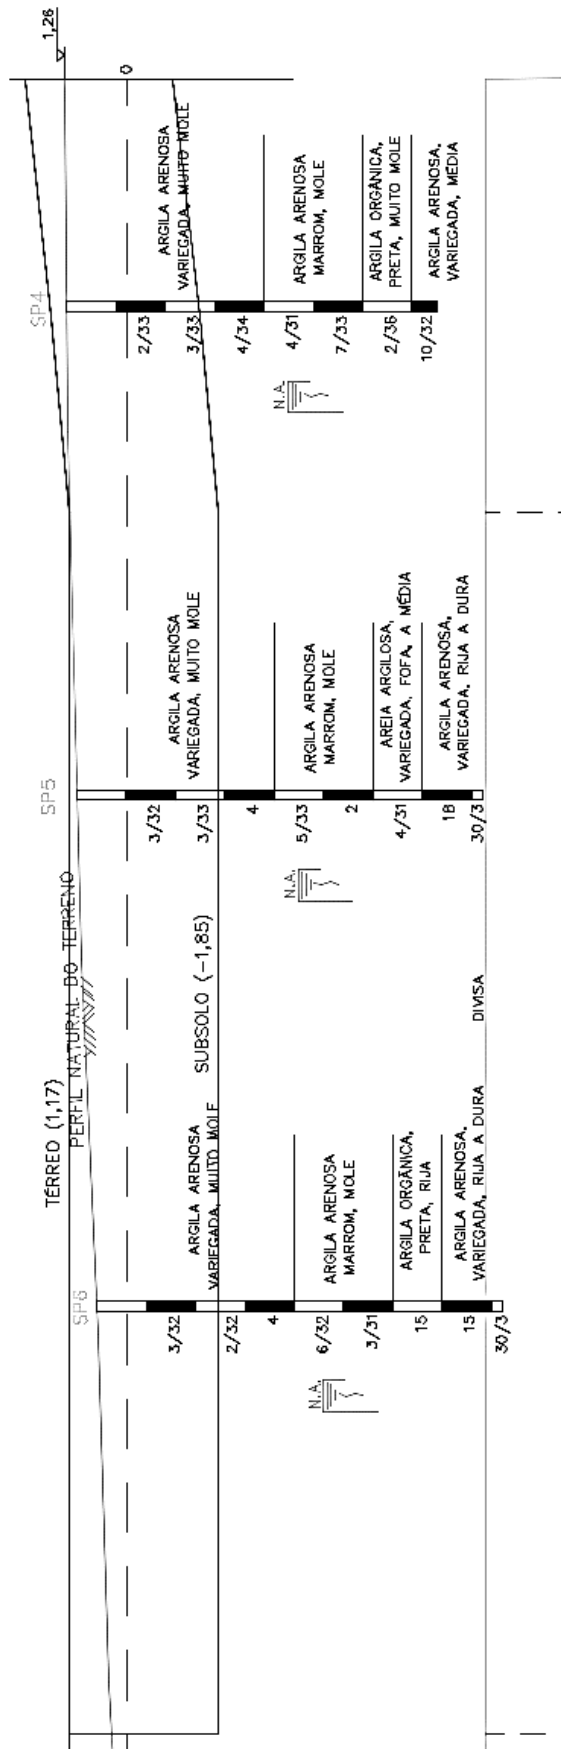 1,26
0
SP4
ARGILA ARENOSA
VARIEGADA, MUITO MOLE
ARGILA ARENOSA
MARROM, MOLE
ARGILA ORGÂNICA,
PRETA, MUITO MOLE
ARGILA ARENOSA,
VARIEGADA, MÉDIA
2/33
3/33
4/34
4/31
7/33
2/36
10/32
N.A.
SP5
ARGILA ARENOSA
VARIEGADA, MUITO MOLE
ARGILA ARENOSA
MARROM, MOLE
AREIA ARGILOSA,
VARIEGADA, FOFA, A MÉDIA
ARGILA ARENOSA,
VARIEGADA, RIJA A DURA
3/32
3/33
4
5/33
2
4/31
18
30/3
N.A.
TÉRREO (1,17)
PERFIL NATURAL DO TERRENO
SUBSOLO (-1,85)
DIVISA
SP6
ARGILA ARENOSA
VARIEGADA, MUITO MOLE
ARGILA ARENOSA
MARROM, MOLE
ARGILA ORGÂNICA,
PRETA, RIJA
ARGILA ARENOSA,
VARIEGADA, RIJA A DURA
3/32
2/32
4
6/32
3/31
15
15
30/3
N.A.